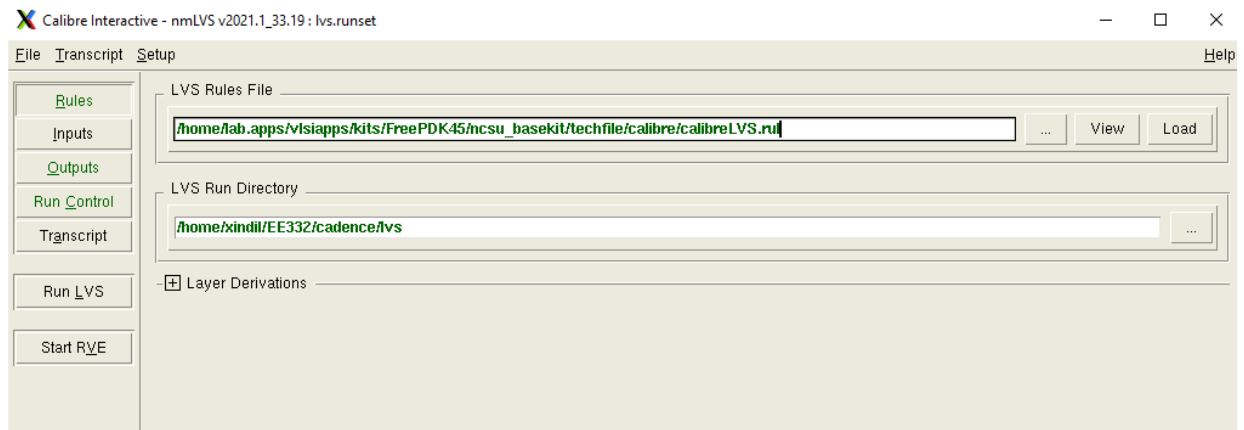 Calibre Interactive - nmLVS v2021.1_33.19 : lvs.runset
File Transcript Setup Help
Rules
Inputs
Outputs
Run Control
Transcript
Run LVS
Start RVE
LVS Rules File
/home/lab.apps/vlsiapps/kits/FreePDK45/ncsu_basekit/techfile/calibre/calibreLVS.rul
... View Load
LVS Run Directory
/home/xindil/EE332/cadence/lvs
...
Layer Derivations